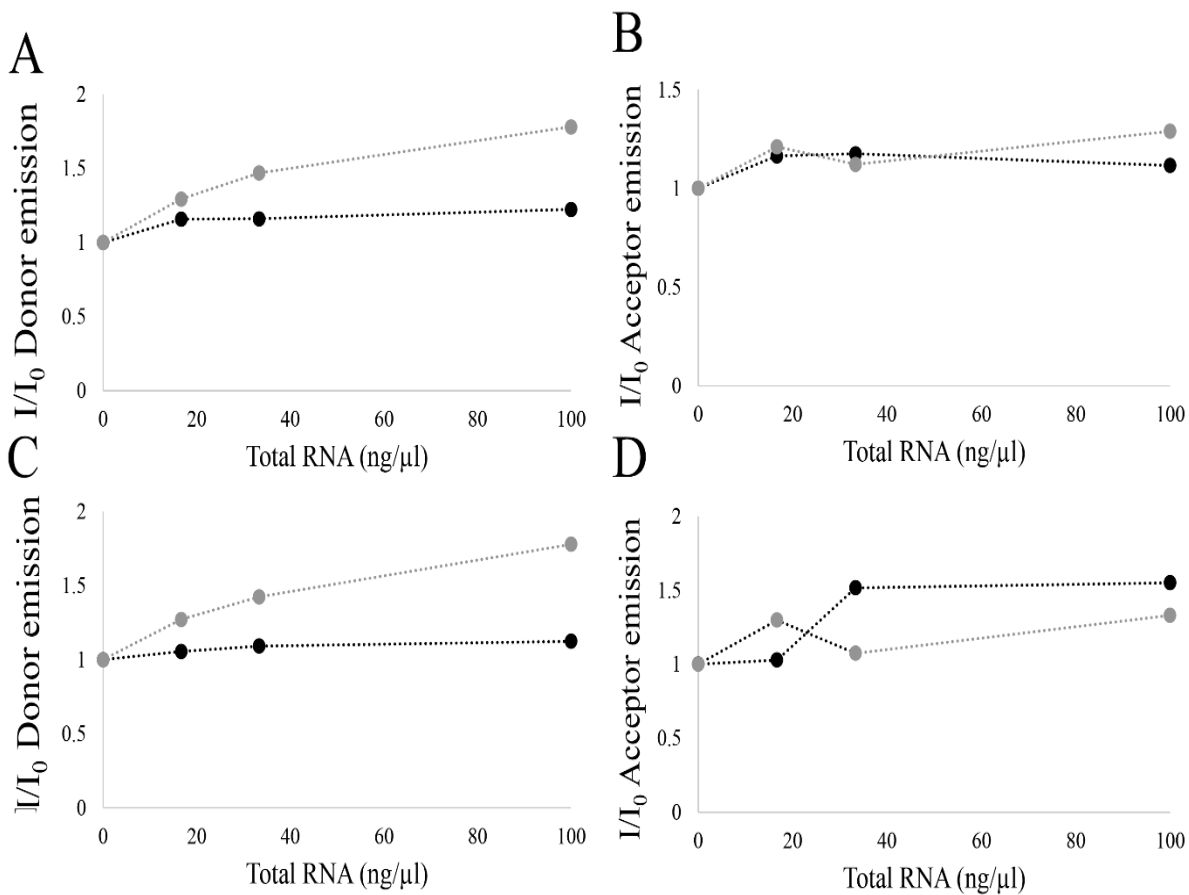 A
I/I0 Donor emission
2
1.5
1
0.5
0
0 20 40 60 80 100
Total RNA (ng/µl)
B
I/I0 Acceptor emission
1.5
1
0.5
0
0 20 40 60 80 100
Total RNA (ng/µl)
C
I/I0 Donor emission
2
1.5
1
0.5
0
0 20 40 60 80 100
Total RNA (ng/µl)
D
I/I0 Acceptor emission
2
1.5
1
0.5
0
0 20 40 60 80 100
Total RNA (ng/µl)